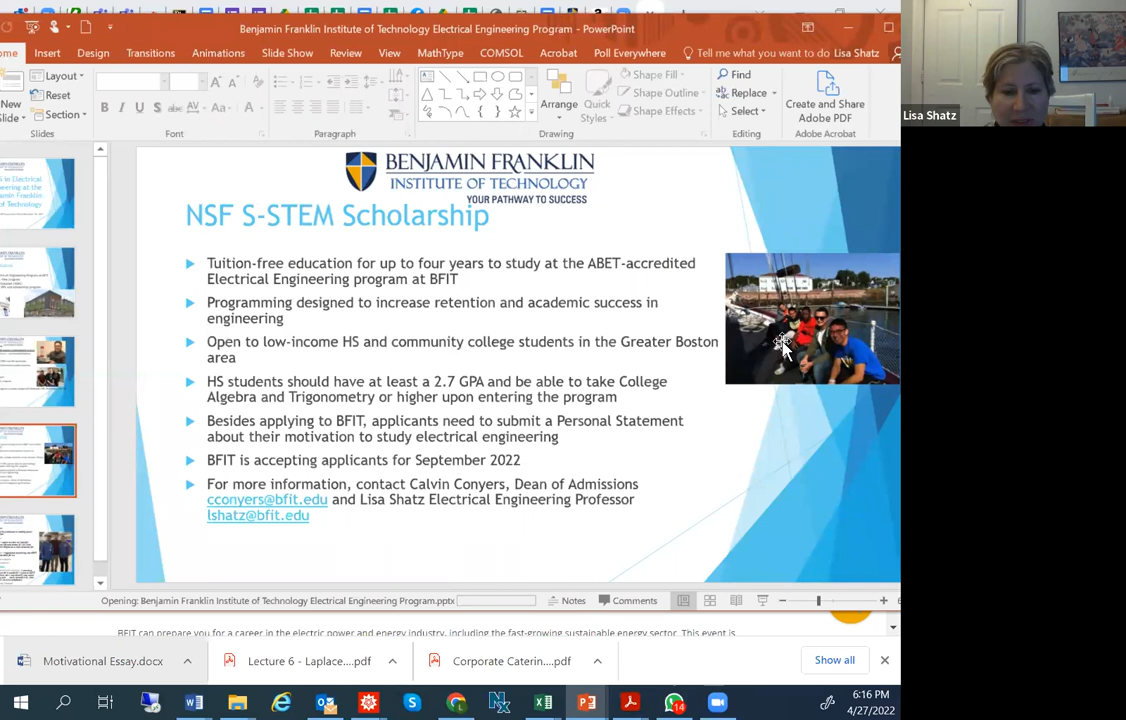 Benjamin Franklin Institute of Technology Electrical Engineering Program - PowerPoint
Insert Design Transitions Animations Slide Show Review View MathType COMSOL Acrobat Poll Everywhere Tell me what you want to do Lisa Shatz
New
Slide
Layout
Reset
Section
Slides
Font
Paragraph
Arrange
Quick
Styles
Shape Fill
Shape Outline
Shape Effects
Drawing
Find
Replace
Select
Editing
Create and Share
Adobe PDF
Adobe Acrobat
Lisa Shatz
BENJAMIN FRANKLIN
INSTITUTE OF TECHNOLOGY
YOUR PATHWAY TO SUCCESS
NSF S-STEM Scholarship
Tuition-free education for up to four years to study at the ABET-accredited
Electrical Engineering program at BFIT
Programming designed to increase retention and academic success in
engineering
Open to low-income HS and community college students in the Greater Boston
area
HS students should have at least a 2.7 GPA and be able to take College
Algebra and Trigonometry or higher upon entering the program
Besides applying to BFIT, applicants need to submit a Personal Statement
about their motivation to study electrical engineering
BFIT is accepting applicants for September 2022
For more information, contact Calvin Conyers, Dean of Admissions
cconyers@bfit.edu and Lisa Shatz Electrical Engineering Professor
lshatz@bfit.edu
Opening: Benjamin Franklin Institute of Technology Electrical Engineering Program.pptx
Notes Comments
BFIT can prepare you for a career in the electric power and energy industry, including the fast-growing sustainable energy sector. This event is
Motivational Essay.docx
Lecture 6 - Laplace....pdf
Corporate Caterin....pdf
Show all
14
6:16 PM
4/27/2022